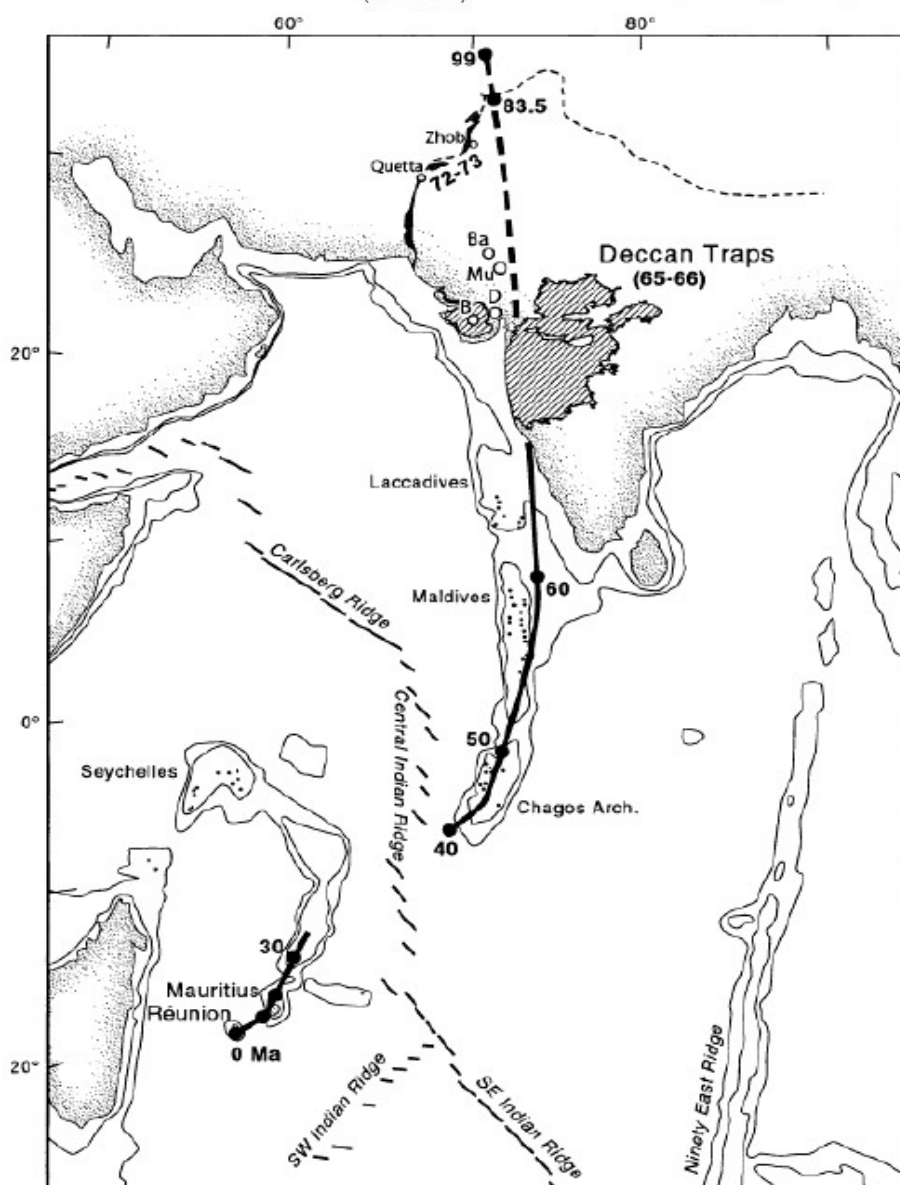 60°
80°
99
83.5
Zhob
Quetta
72-73
Ba
Mu
Deccan Traps
(65-66)
D
B
20°
Laccadives
Carlsberg Ridge
Maldives
60
Central Indian Ridge
0°
50
Seychelles
Chagos Arch.
40
30
Mauritius
Réunion
0 Ma
20°
SW Indian Ridge
SE Indian Ridge
Ninety East Ridge